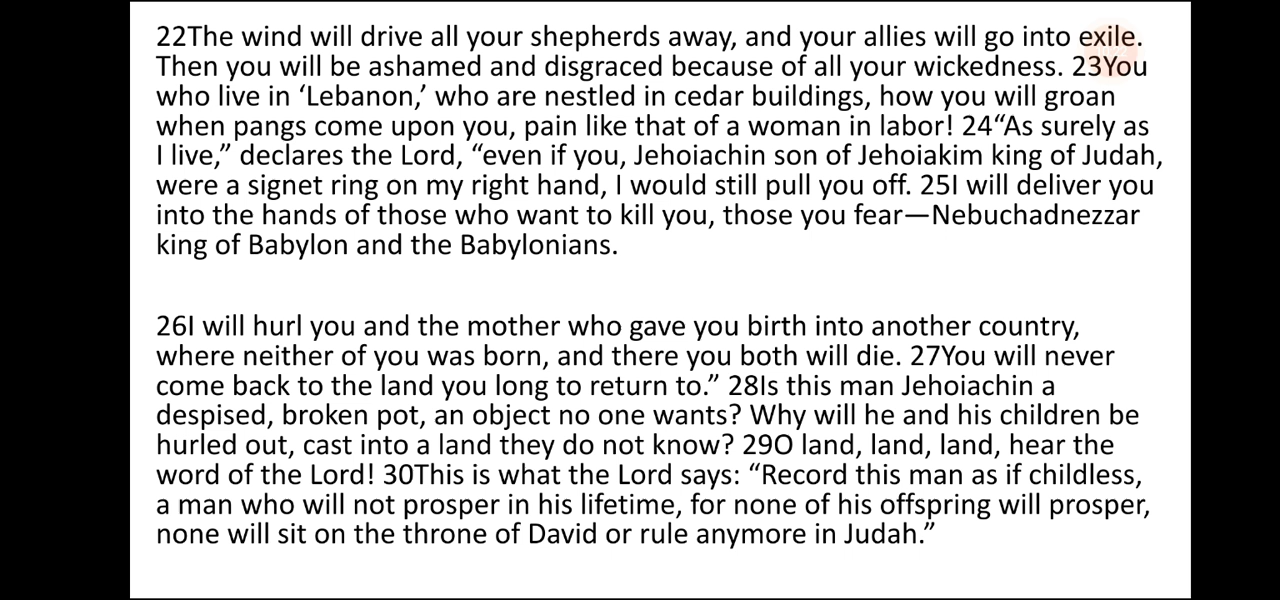 22The wind will drive all your shepherds away, and your allies will go into exile.
Then you will be ashamed and disgraced because of all your wickedness. 23You
who live in ‘Lebanon,’ who are nestled in cedar buildings, how you will groan
when pangs come upon you, pain like that of a woman in labor! 24“As surely as
I live,” declares the Lord, “even if you, Jehoiachin son of Jehoiakim king of Judah,
were a signet ring on my right hand, I would still pull you off. 25I will deliver you
into the hands of those who want to kill you, those you fear—Nebuchadnezzar
king of Babylon and the Babylonians.
26I will hurl you and the mother who gave you birth into another country,
where neither of you was born, and there you both will die. 27You will never
come back to the land you long to return to.” 28Is this man Jehoiachin a
despised, broken pot, an object no one wants? Why will he and his children be
hurled out, cast into a land they do not know? 29O land, land, land, hear the
word of the Lord! 30This is what the Lord says: “Record this man as if childless,
a man who will not prosper in his lifetime, for none of his offspring will prosper,
none will sit on the throne of David or rule anymore in Judah.”